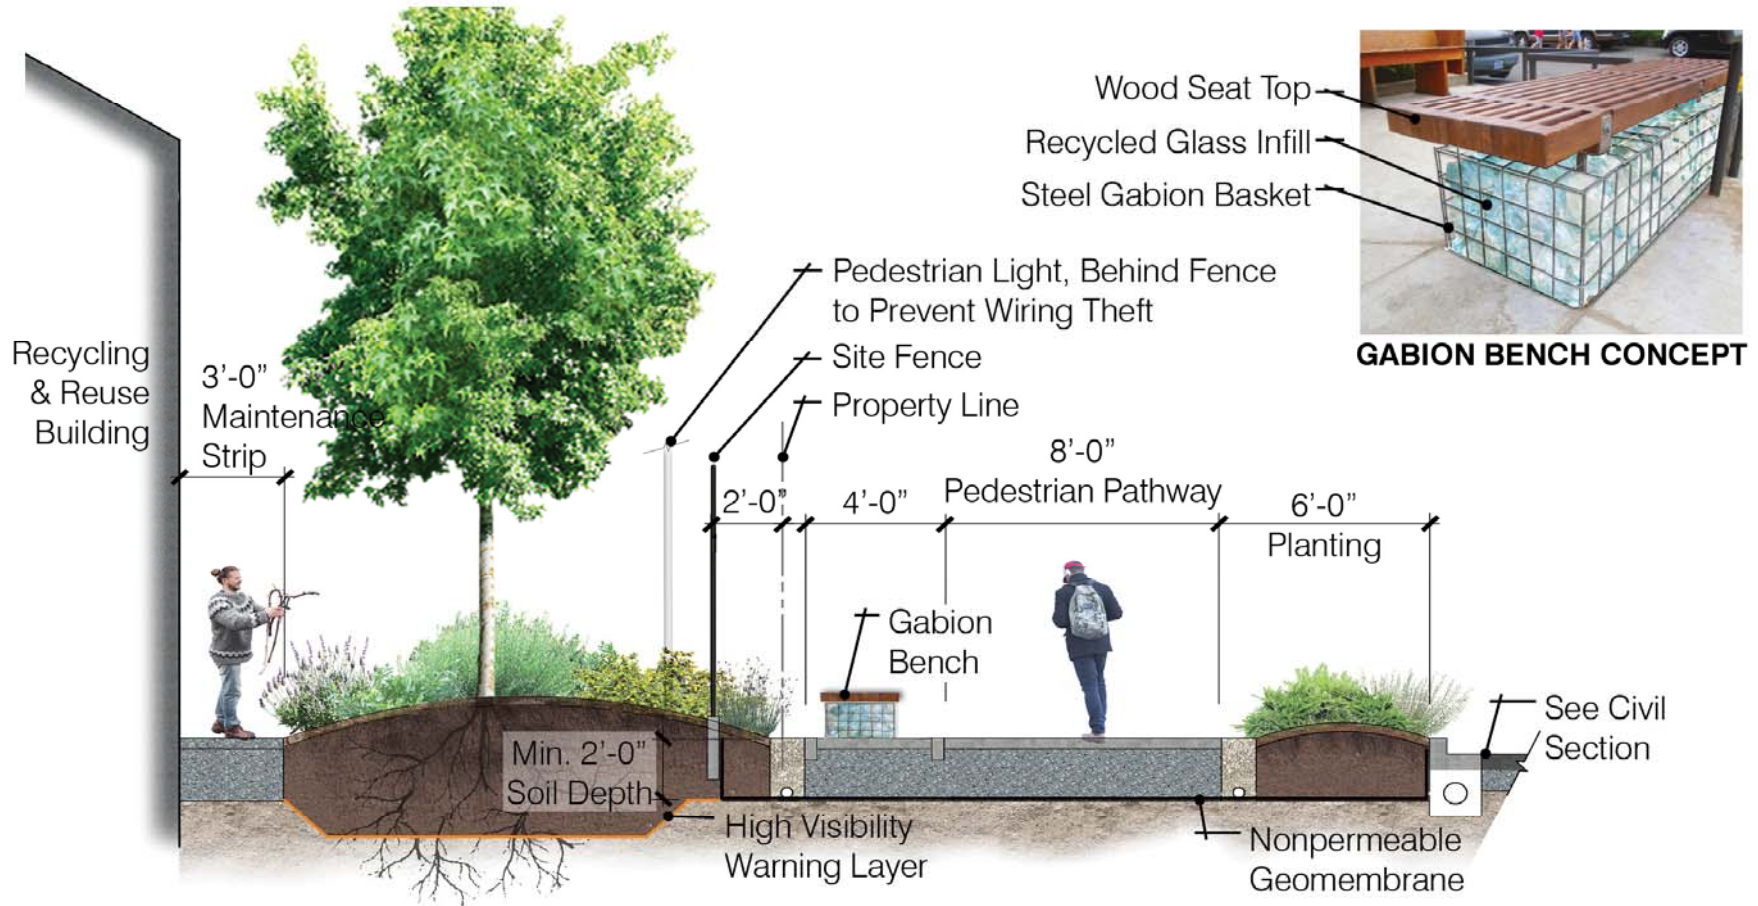 Wood Seat Top
Recycled Glass Infill
Steel Gabion Basket
GABION BENCH CONCEPT
Pedestrian Light, Behind Fence
to Prevent Wiring Theft
Site Fence
Property Line
Recycling
& Reuse
Building
3'-0"
Maintenance
Strip
2'-0"
4'-0"
8'-0"
Pedestrian Pathway
6'-0"
Planting
Gabion
Bench
See Civil
Section
Min. 2'-0"
Soil Depth
High Visibility
Warning Layer
Nonpermeable
Geomembrane